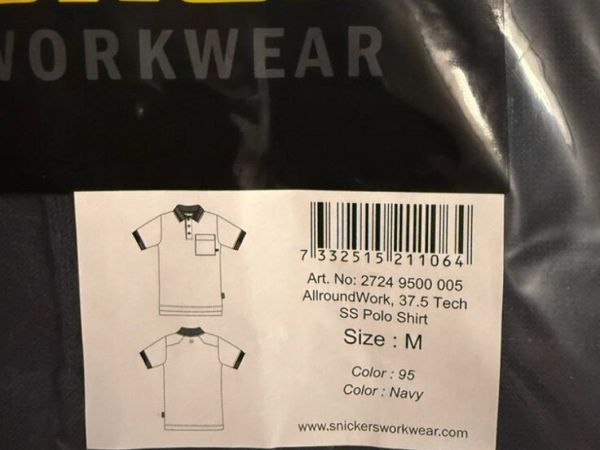 WORKWEAR
7 332515 211064
Art. No: 2724 9500 005
AllroundWork, 37.5 Tech
SS Polo Shirt
Size : M
Color : 95
Color : Navy
www.snickersworkwear.com